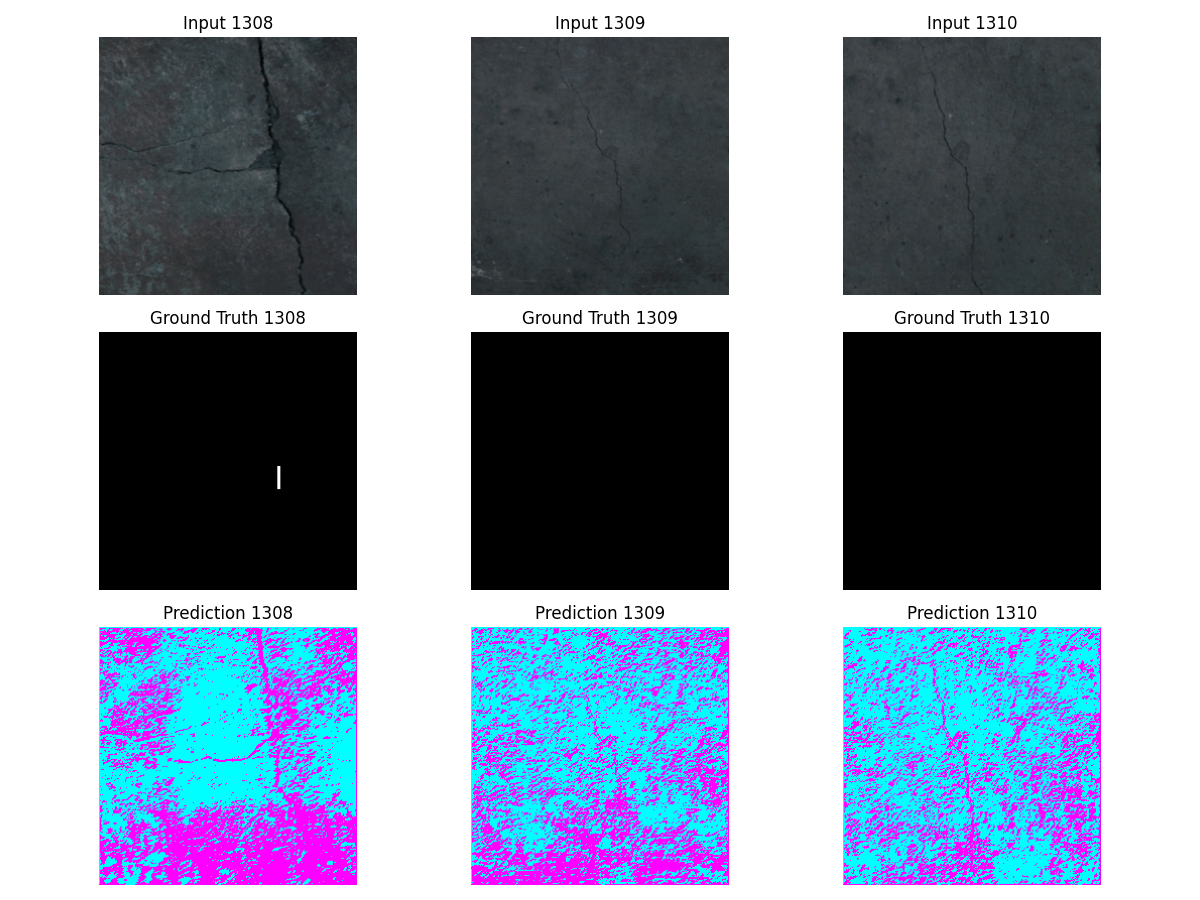 Input 1308
Input 1309
Input 1310
Ground Truth 1308
Ground Truth 1309
Ground Truth 1310
Prediction 1308
Prediction 1309
Prediction 1310